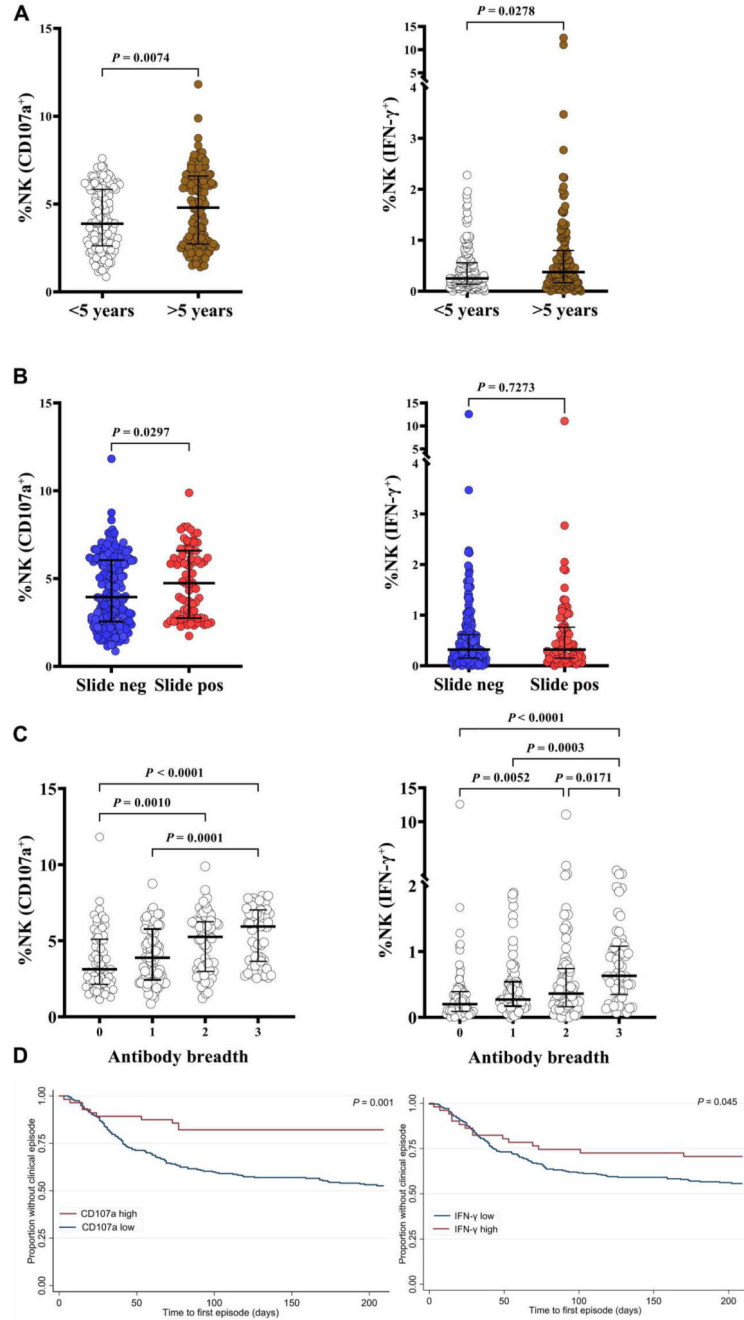 A
P = 0.0074
15
10
5
0
%NK (CD107a+)
<5 years >5 years
P = 0.0278
15
10
5
4
3
2
1
0
%NK (IFN-γ+)
<5 years >5 years
B
P = 0.0297
15
10
5
0
%NK (CD107a+)
Slide neg Slide pos
P = 0.7273
15
10
5
4
3
2
1
0
%NK (IFN-γ+)
Slide neg Slide pos
C
P < 0.0001
P = 0.0010
P = 0.0001
15
10
5
0
%NK (CD107a+)
0 1 2 3
Antibody breadth
P < 0.0001
P = 0.0003
P = 0.0052 P = 0.0171
15
10
2
1
0
%NK (IFN-γ+)
0 1 2 3
Antibody breadth
D
P = 0.001
1.00
0.75
0.50
0.25
0.00
Proportion without clinical episode
CD107a high
CD107a low
0 50 100 150 200
Time to first episode (days)
P = 0.045
1.00
0.75
0.50
0.25
0.00
Proportion without clinical episode
IFN-γ low
IFN-γ high
0 50 100 150 200
Time to first episode (days)